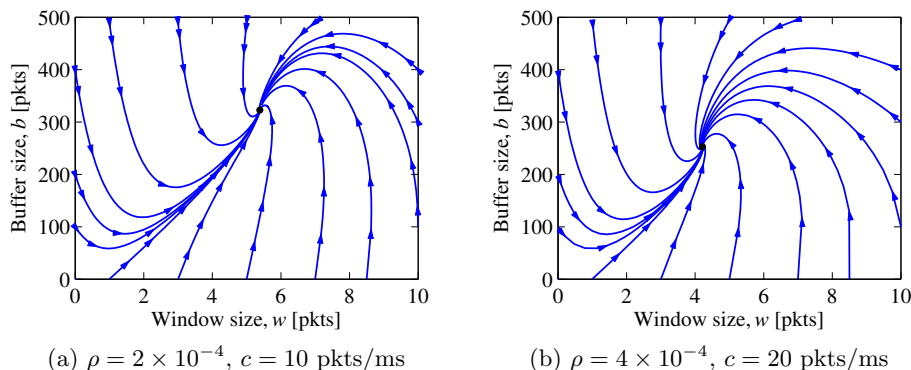 500
400
300
200
100
0
Buffer size, b [pkts]
0 2 4 6 8 10
Window size, w [pkts]
(a) ρ = 2 × 10⁻⁴, c = 10 pkts/ms
500
400
300
200
100
0
Buffer size, b [pkts]
0 2 4 6 8 10
Window size, w [pkts]
(b) ρ = 4 × 10⁻⁴, c = 20 pkts/ms